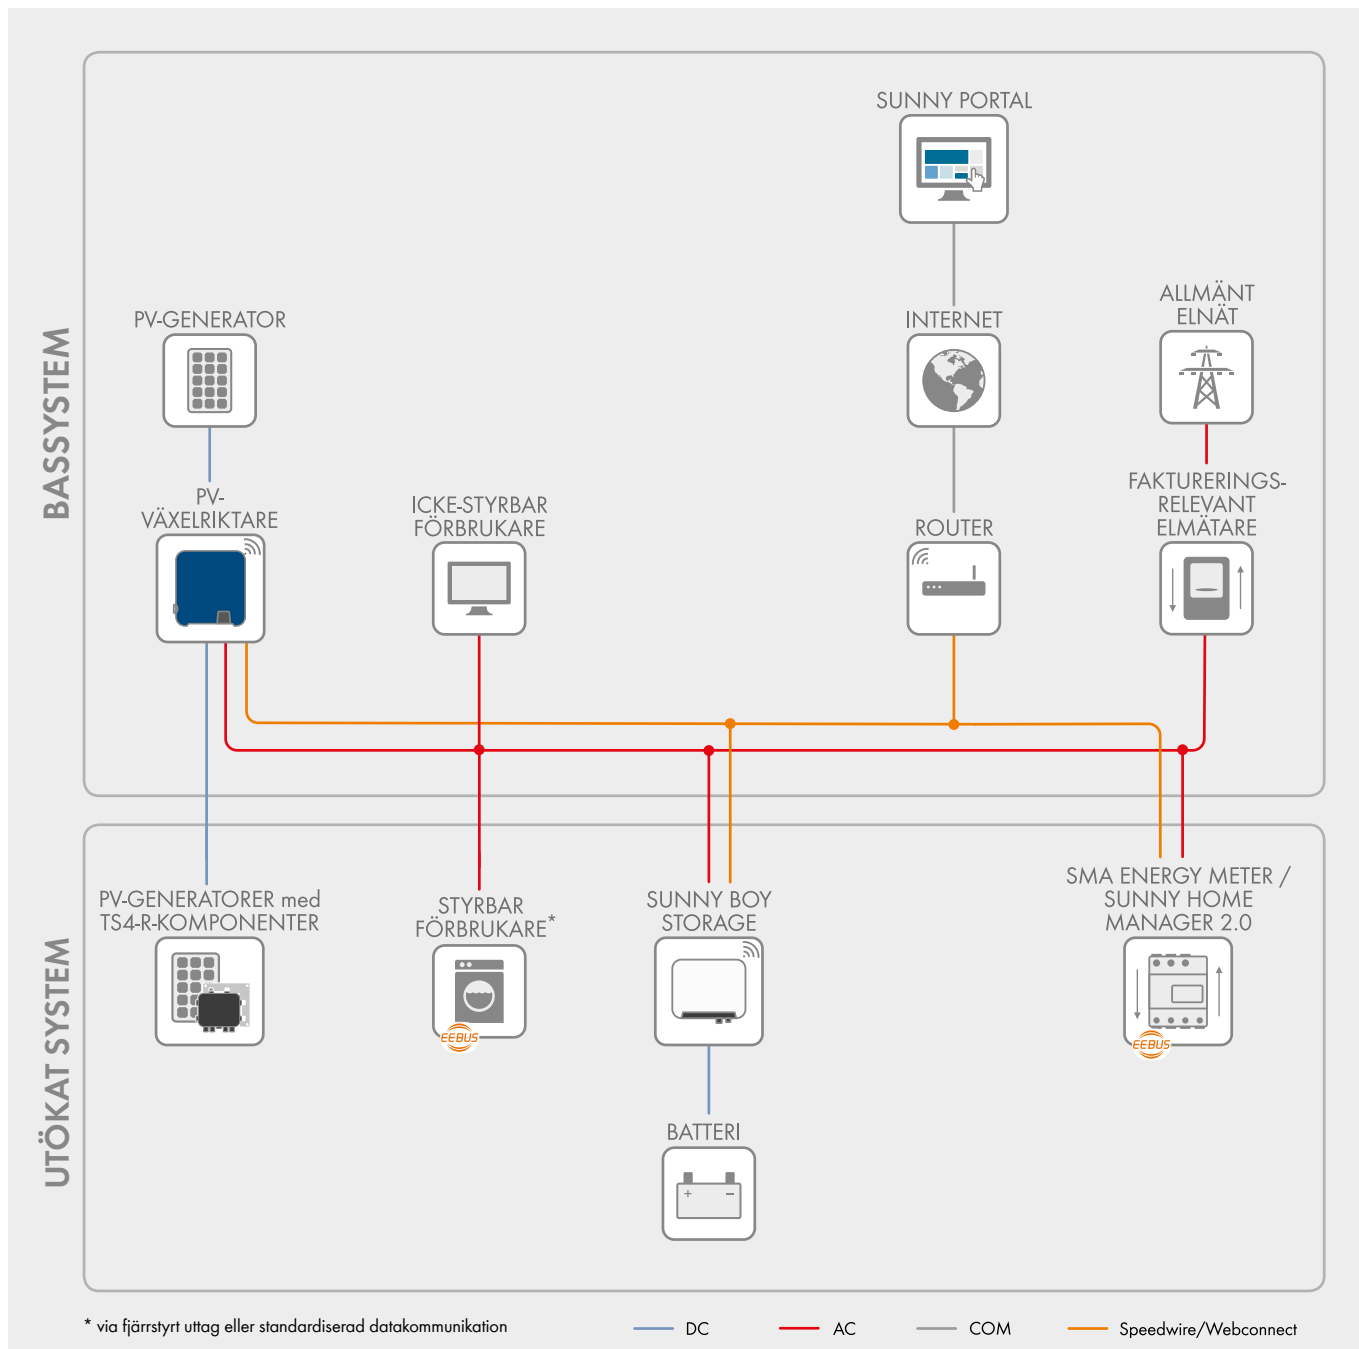 BASSYSTEM
SUNNY PORTAL
PV-GENERATOR
INTERNET
ALLMÄNT
ELNÄT
PV-
VÄXELRIKTARE
ICKE-STYRBAR
FÖRBRUKARE
ROUTER
FAKTURERINGS-
RELEVANT
ELMÄTARE
UTÖKAT SYSTEM
PV-GENERATORER med
TS4-R-KOMPONENTER
STYRBAR
FÖRBRUKARE*
EEBUS
SUNNY BOY
STORAGE
SMA ENERGY METER /
SUNNY HOME
MANAGER 2.0
EEBUS
BATTERI
+ −
* via fjärrstyrt uttag eller standardiserad datakommunikation
DC
AC
COM
Speedwire/Webconnect